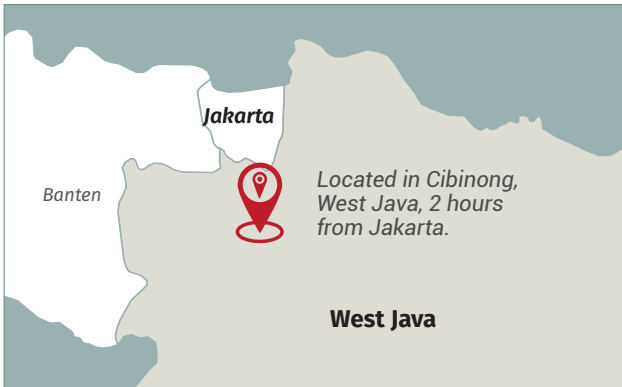 Jakarta
Banten
Located in Cibinong,
West Java, 2 hours
from Jakarta.
West Java